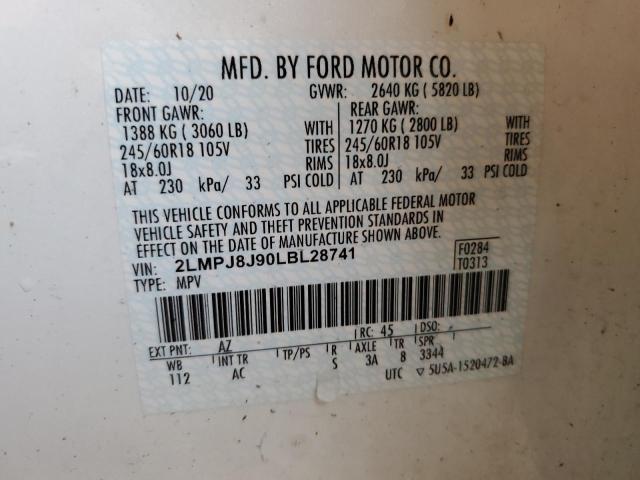 MFD. BY FORD MOTOR CO.
DATE: 10/20 GVWR: 2640 KG ( 5820 LB)
FRONT GAWR: REAR GAWR:
1388 KG ( 3060 LB) WITH 1270 KG ( 2800 LB) WITH
245/60R18 105V TIRES 245/60R18 105V TIRES
18x8.0J RIMS 18x8.0J RIMS
AT 230 kPa/ 33 PSI COLD AT 230 kPa/ 33 PSI COLD
THIS VEHICLE CONFORMS TO ALL APPLICABLE FEDERAL MOTOR
VEHICLE SAFETY AND THEFT PREVENTION STANDARDS IN
EFFECT ON THE DATE OF MANUFACTURE SHOWN ABOVE.
VIN: 2LMPJ8J90LBL28741 F0284
TYPE: MPV T0313
EXT PNT: AZ RC: 45 DSO:
WB INT TR TP/PS R AXLE TR SPR
112 AC S 3A 8 3344
UTC ▽ 5U5A-1520472-BA